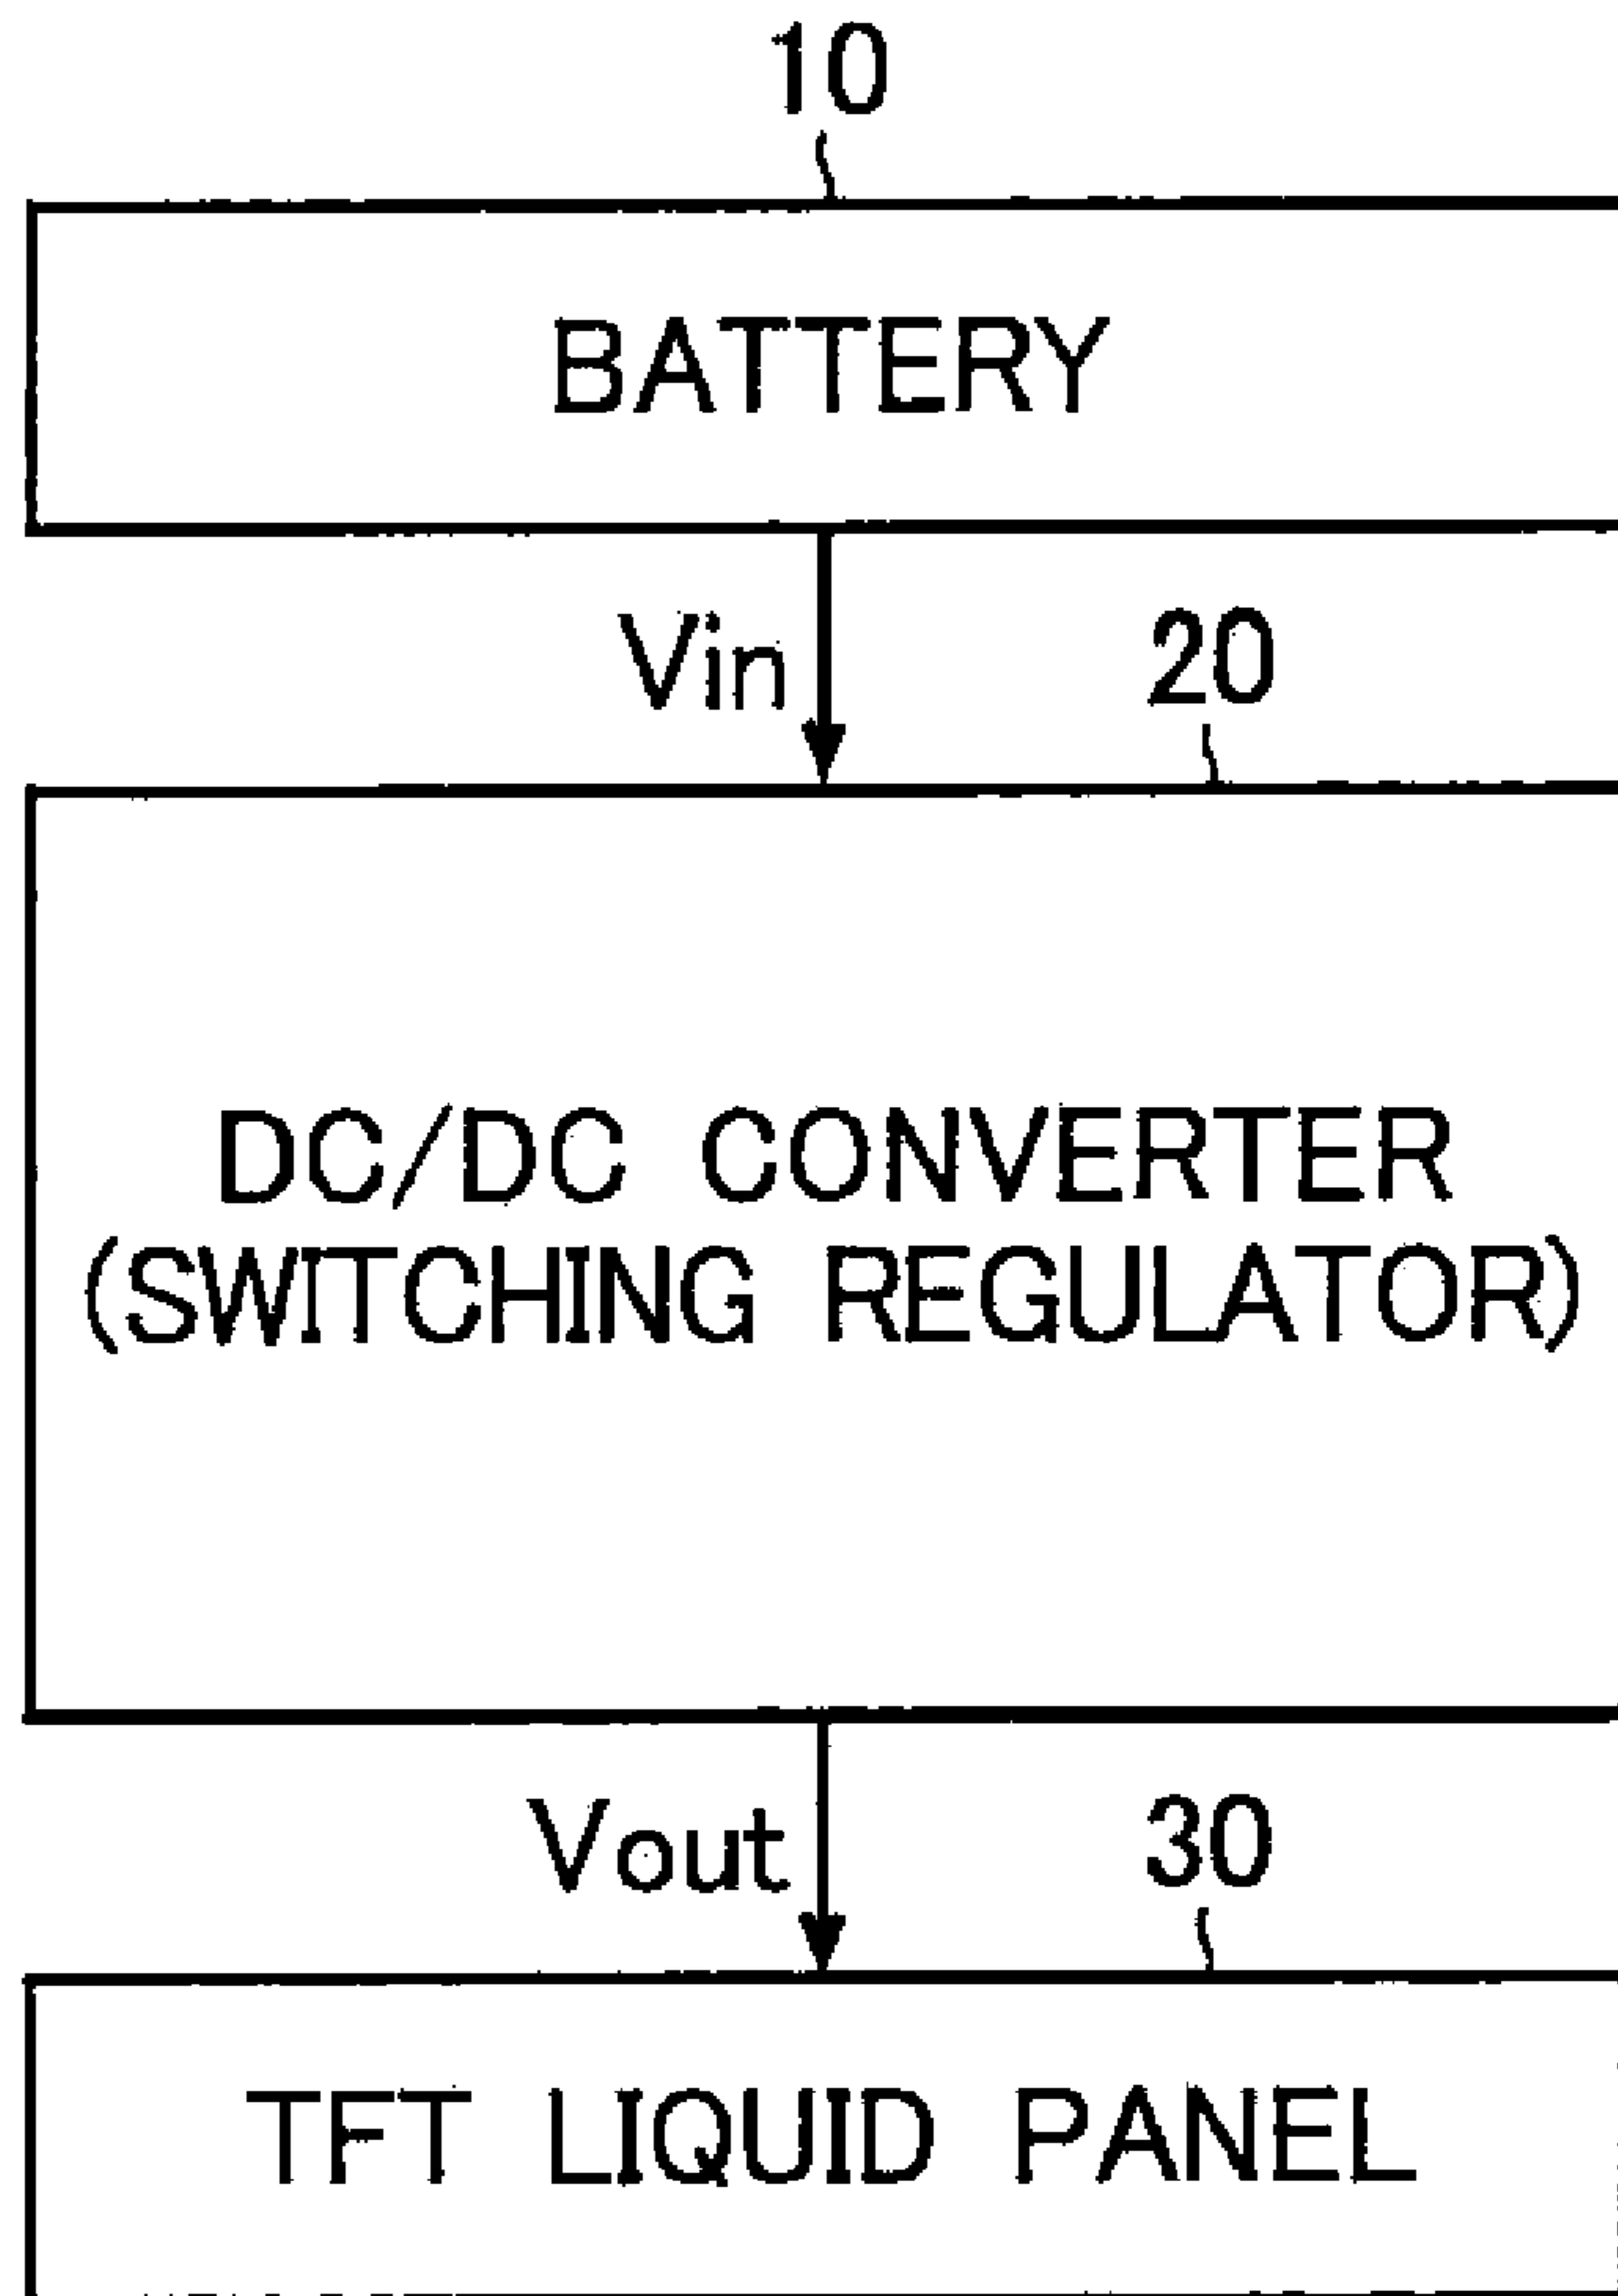 10
BATTERY
Vin
20
DC/DC CONVERTER
(SWITCHING REGULATOR)
Vout
30
TFT LIQUID PANEL